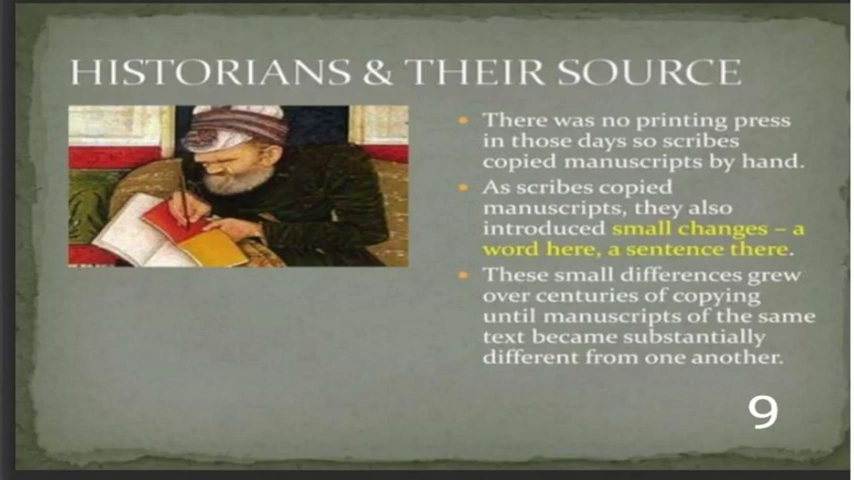 HISTORIANS & THEIR SOURCE
• There was no printing press
in those days so scribes
copied manuscripts by hand.
• As scribes copied
manuscripts, they also
introduced small changes – a
word here, a sentence there.
• These small differences grew
over centuries of copying
until manuscripts of the same
text became substantially
different from one another.
9